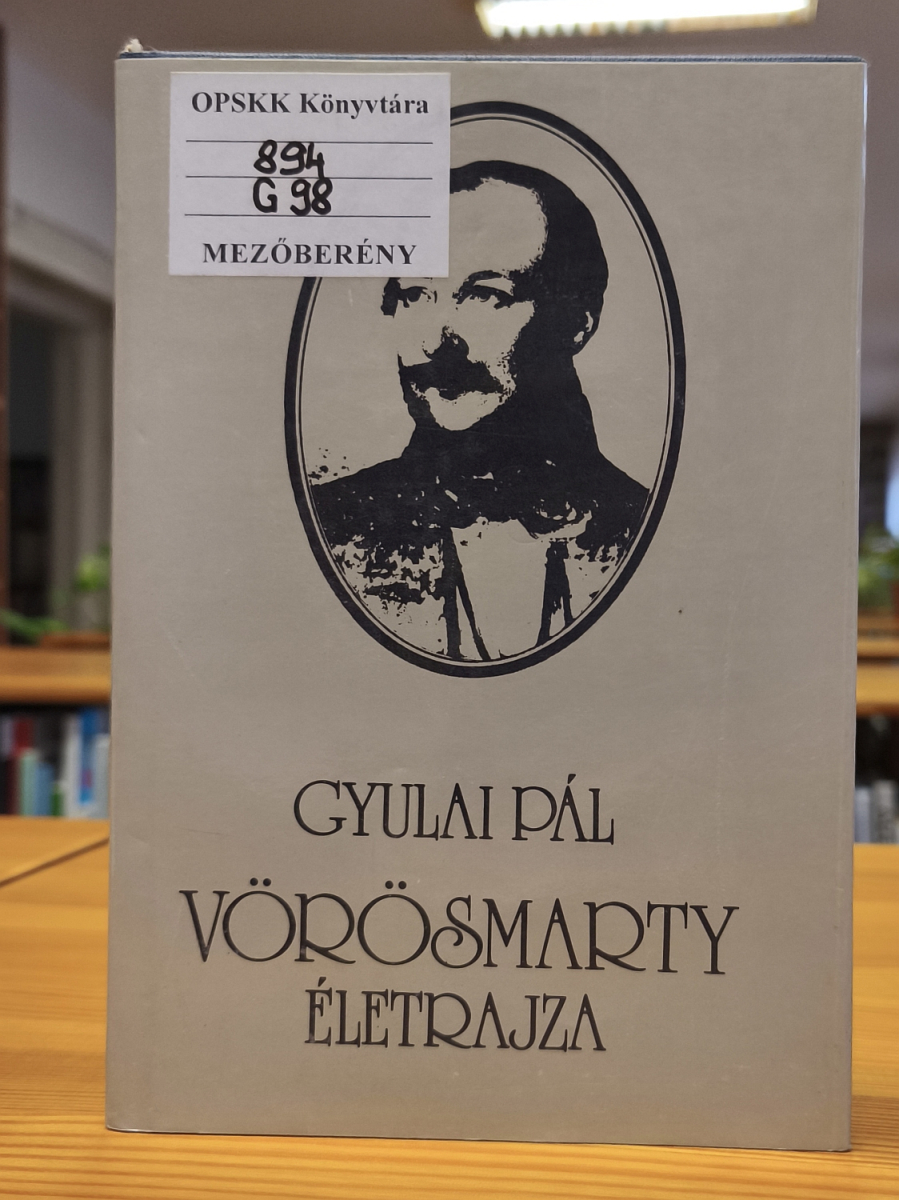 OPSKK Könyvtára
894
G 98
MEZŐBERÉNY
GYULAI PÁL
VÖRÖSMARTY
ÉLETRAJZA